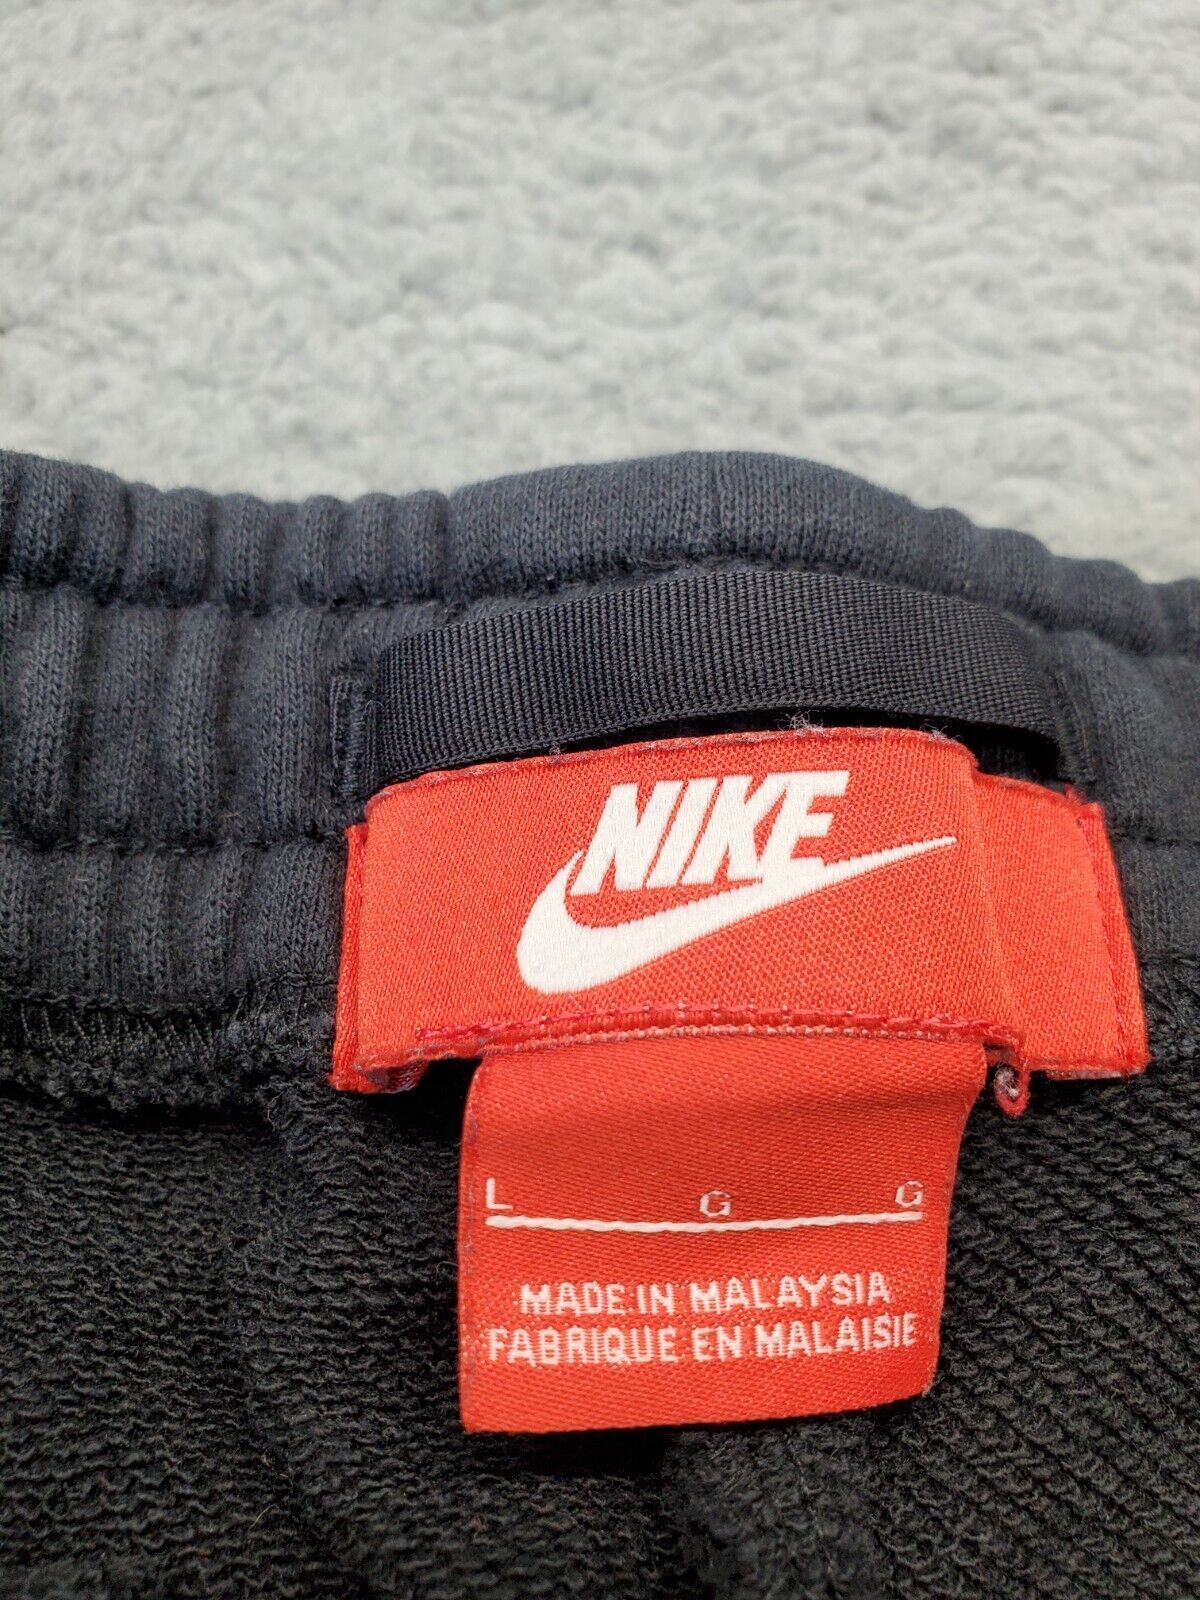 NIKE
L G G
MADE IN MALAYSIA
FABRIQUE EN MALAISIE